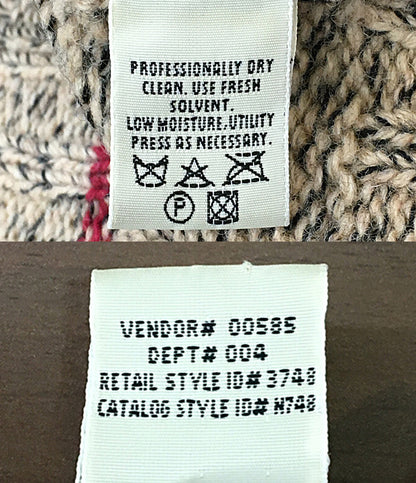 PROFESSIONALLY DRY
CLEAN. USE FRESH
SOLVENT.
LOW MOISTURE. UTILITY
PRESS AS NECESSARY.
P
VENDOR# 00585
DEPT# 004
RETAIL STYLE ID# 3748
CATALOG STYLE ID# N748